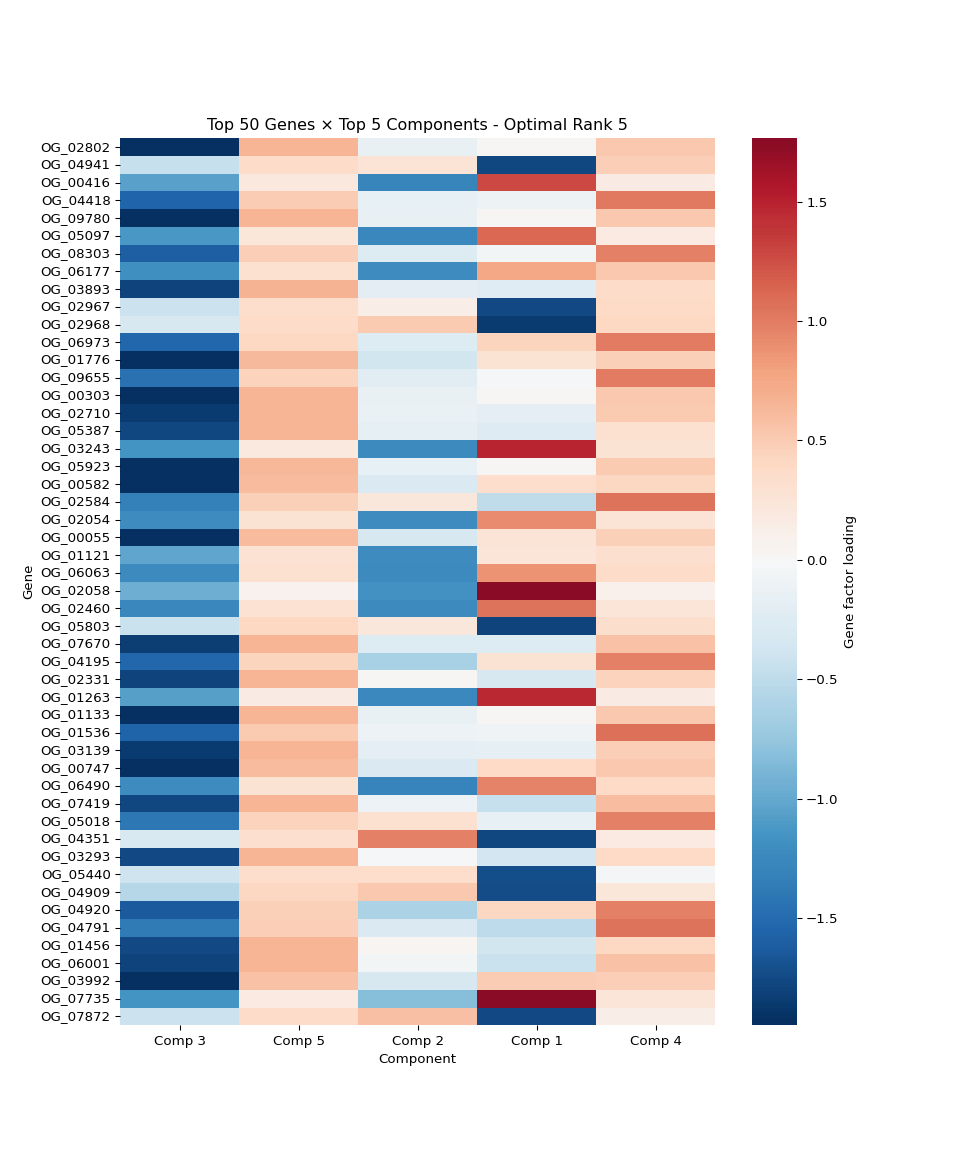 Top 50 Genes × Top 5 Components - Optimal Rank 5
OG_02802
OG_04941
OG_00416
OG_04418
OG_09780
OG_05097
OG_08303
OG_06177
OG_03893
OG_02967
OG_02968
OG_06973
OG_01776
OG_09655
OG_00303
OG_02710
OG_05387
OG_03243
OG_05923
OG_00582
OG_02584
OG_02054
OG_00055
OG_01121
OG_06063
OG_02058
OG_02460
OG_05803
OG_07670
OG_04195
OG_02331
OG_01263
OG_01133
OG_01536
OG_03139
OG_00747
OG_06490
OG_07419
OG_05018
OG_04351
OG_03293
OG_05440
OG_04909
OG_04920
OG_04791
OG_01456
OG_06001
OG_03992
OG_07735
OG_07872
Gene
Comp 3 Comp 5 Comp 2 Comp 1 Comp 4
Component
1.5
1.0
0.5
0.0
−0.5
−1.0
−1.5
Gene factor loading